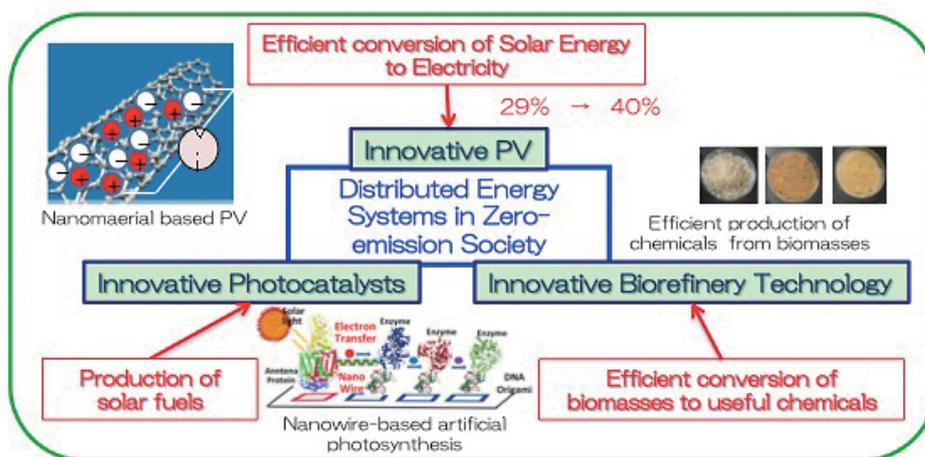 Efficient conversion of Solar Energy
to Electricity
29% → 40%
Innovative PV
Nanomaerial based PV
Distributed Energy
Systems in Zero-
emission Society
Efficient production of
chemicals from biomasses
Innovative Photocatalysts
Innovative Biorefinery Technology
Solar
light
Electron
Transfer
Enzyme
Enzyme
Enzyme
Anntena
Protein
Nano
Wire
DNA
Origami
Production of
solar fuels
Nanowire-based artificial
photosynthesis
Efficient conversion of
biomasses to useful chemicals